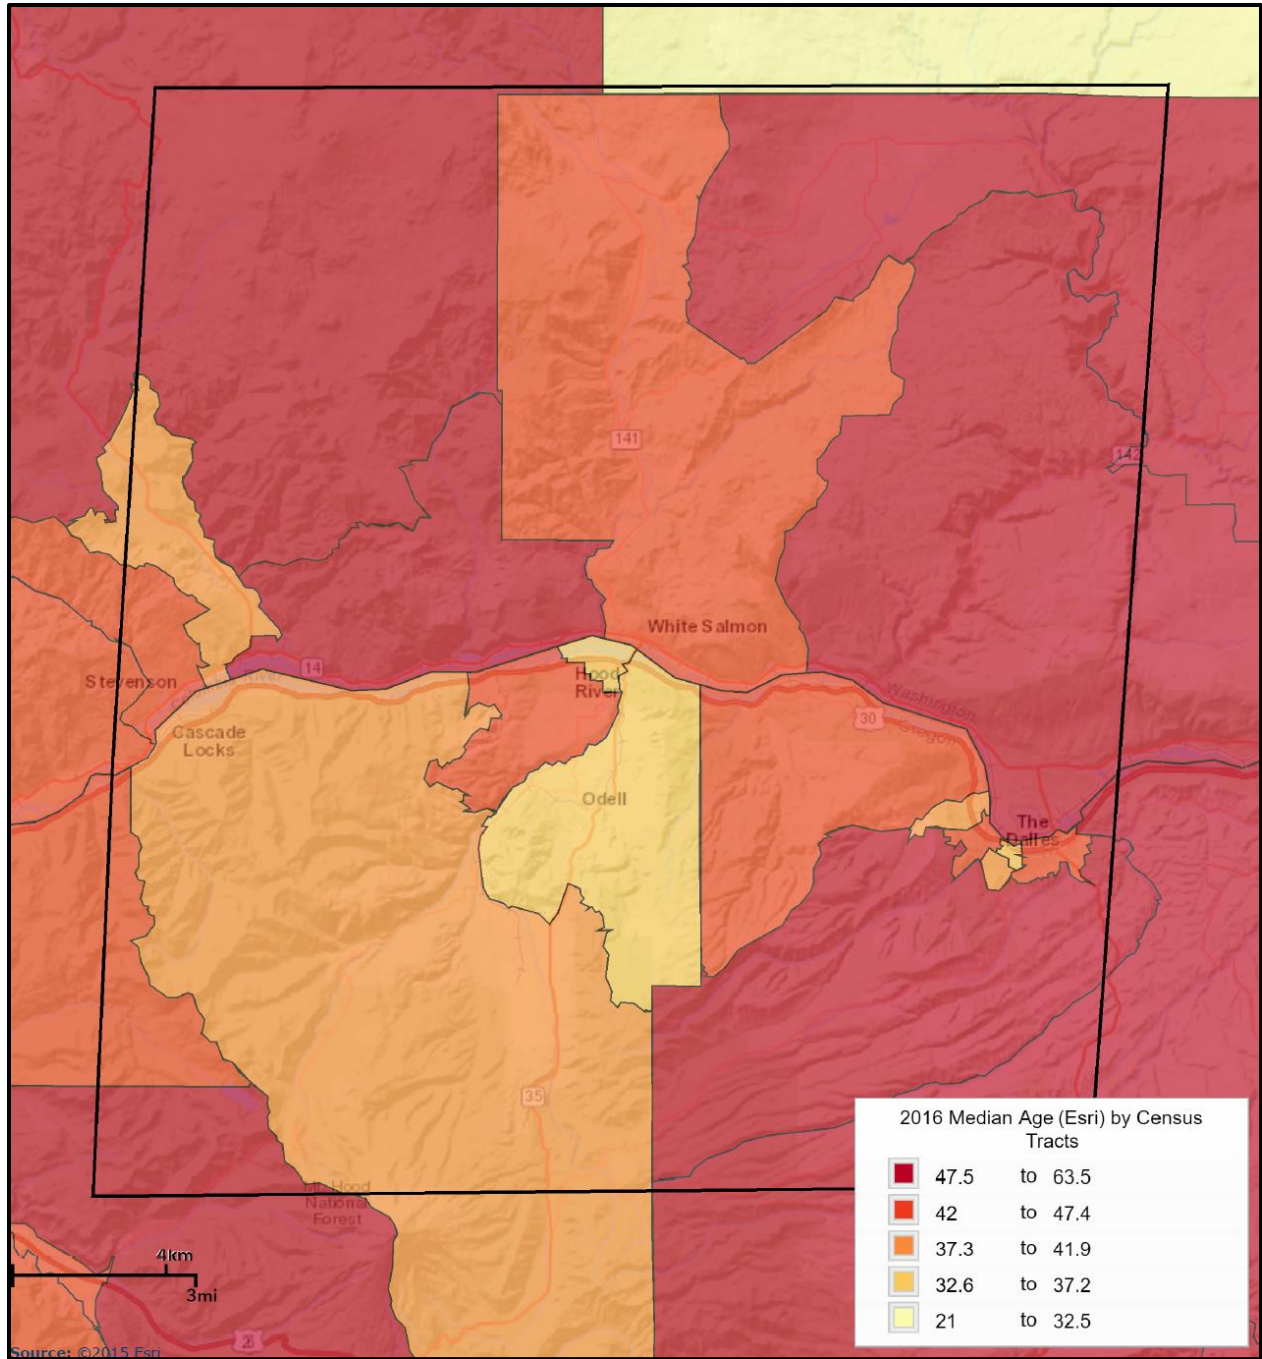 141
142
White Salmon
14
Stevenson
Hood
River
Washington
Oregon
30
Cascade
Locks
Odell
The
Dalles
35
Hood
National
Forest
4km
3mi
26
Source: ©2015 Esri
2016 Median Age (Esri) by Census
Tracts
47.5 to 63.5
42 to 47.4
37.3 to 41.9
32.6 to 37.2
21 to 32.5